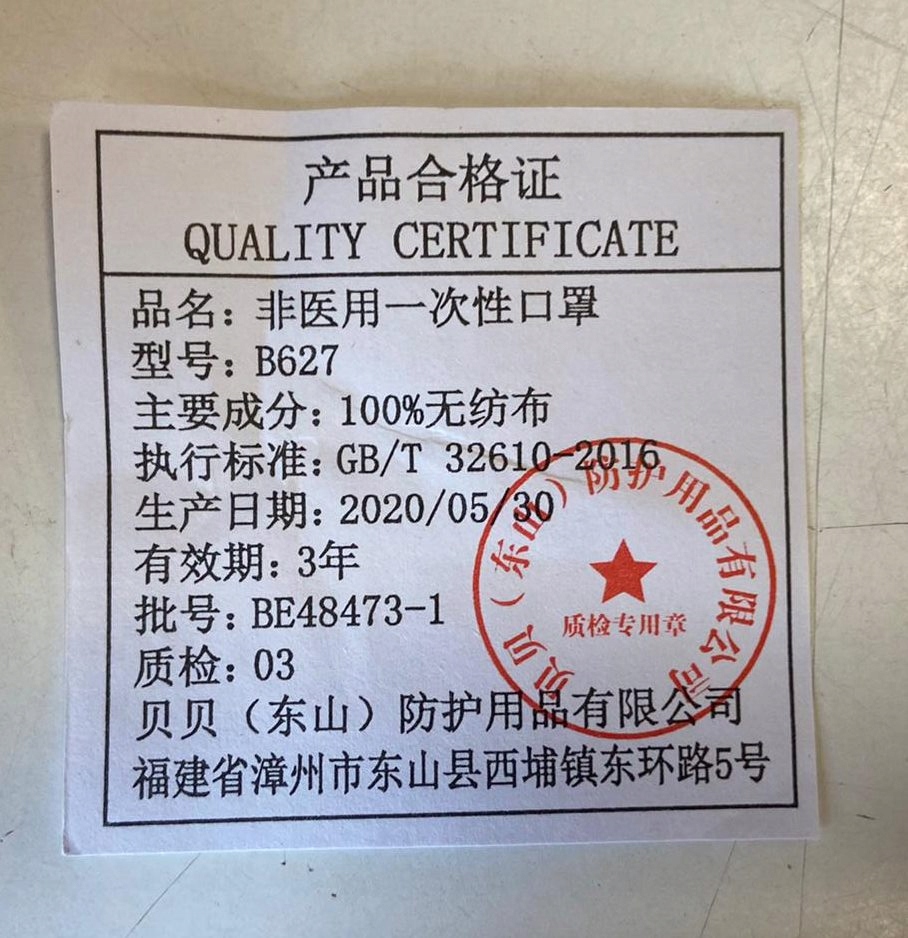 产品合格证
QUALITY CERTIFICATE
品名：非医用一次性口罩
型号：B627
主要成分：100%无纺布
执行标准：GB/T 32610-2016
生产日期：2020/05/30
有效期：3年
批号：BE48473-1
质检：03
贝贝（东山）防护用品有限公司
福建省漳州市东山县西埔镇东环路5号
贝贝（东山）防护用品有限公司
质检专用章